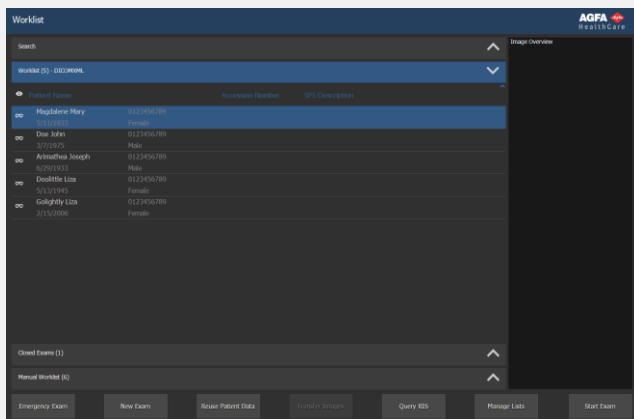 Worklist
AGFA
HealthCare
Search
Image Overview
Worklist (5) - DICOMXML
Patient Name Accession Number SPS Description
Magdalene Mary 0123456789
5/11/1933 Female
Doe John 0123456789
3/7/1975 Male
Arimathea Joseph 0123456789
6/29/1933 Male
Doolittle Liza 0123456789
5/13/1945 Female
Golightly Liza 0123456789
2/15/2006 Female
Closed Exams (1)
Manual Worklist (6)
Emergency Exam New Exam Reuse Patient Data Transfer Images Query RIS Manage Lists Start Exam